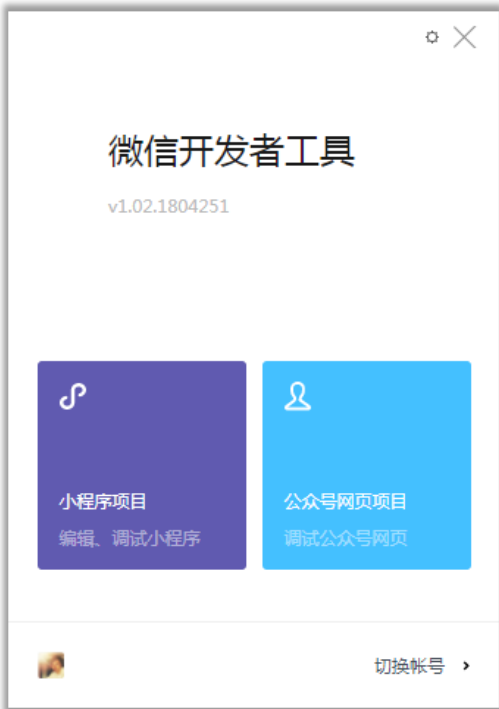 微信开发者工具
v1.02.1804251
小程序项目
编辑、调试小程序
公众号网页项目
调试公众号网页
切换帐号